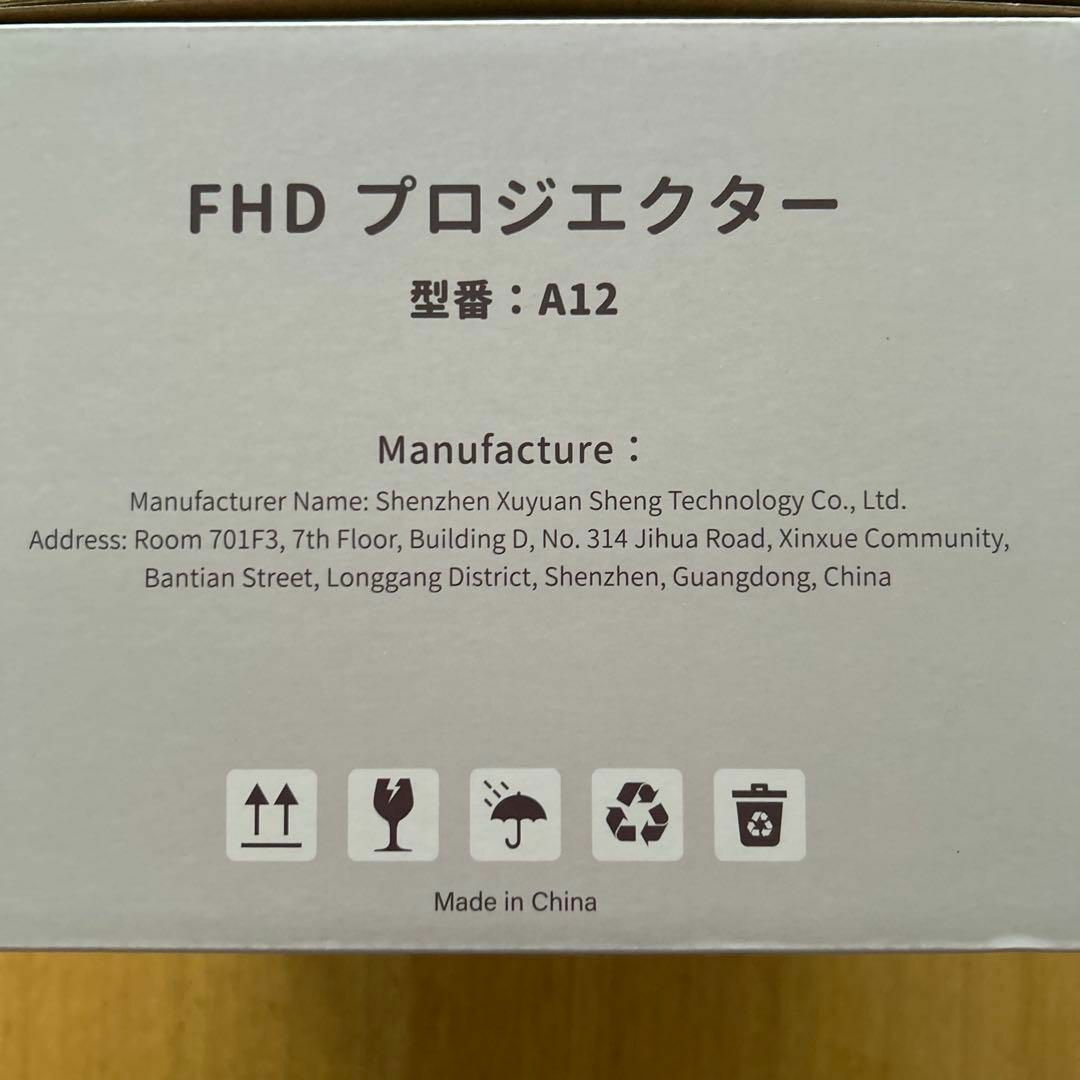 FHD プロジエクター
型番：A12
Manufacture：
Manufacturer Name: Shenzhen Xuyuan Sheng Technology Co., Ltd.
Address: Room 701F3, 7th Floor, Building D, No. 314 Jihua Road, Xinxue Community,
Bantian Street, Longgang District, Shenzhen, Guangdong, China
Made in China